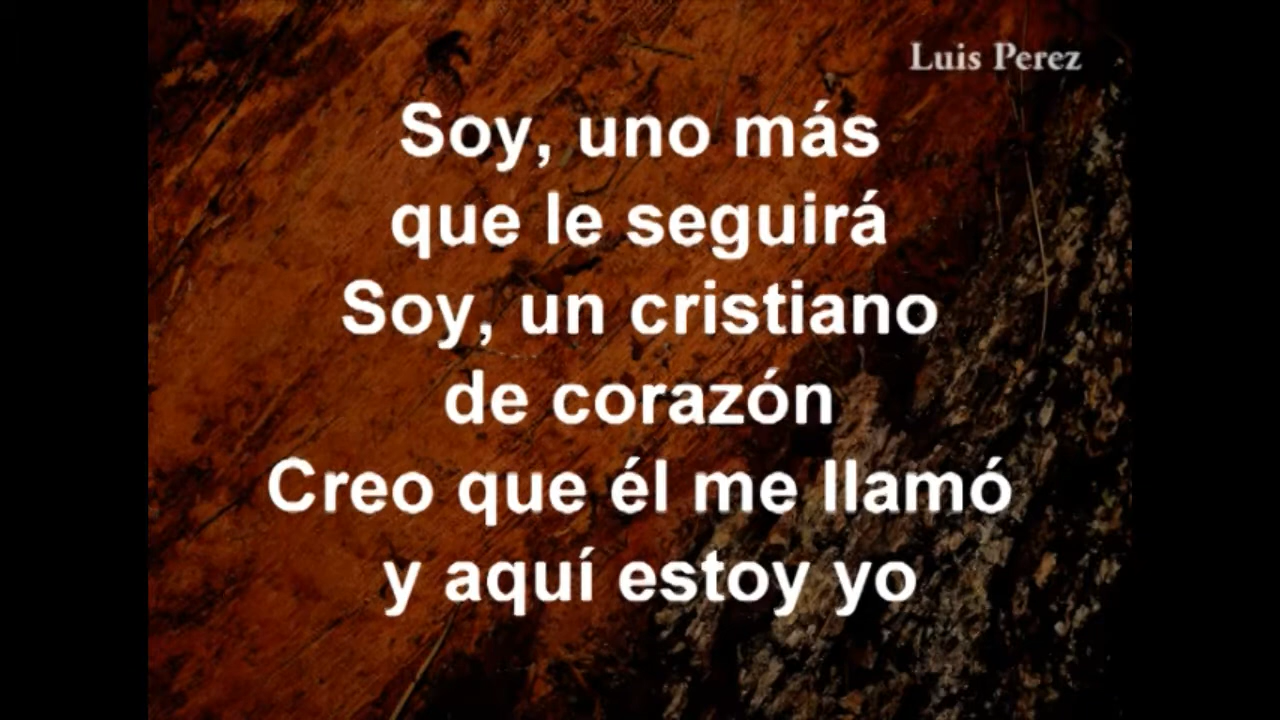 Luis Perez
Soy, uno más
que le seguirá
Soy, un cristiano
de corazón
Creo que él me llamó
y aquí estoy yo